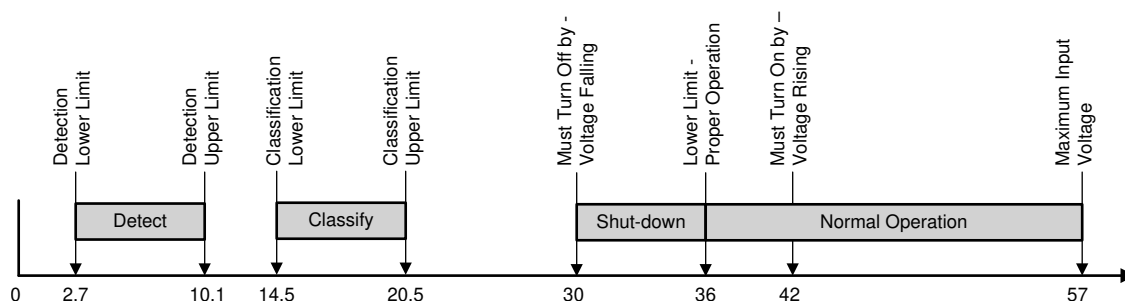 Detection
Lower Limit
Detection
Upper Limit
Classification
Lower Limit
Classification
Upper Limit
Must Turn Off by -
Voltage Falling
Lower Limit -
Proper Operation
Must Turn On by –
Voltage Rising
Maximum Input
Voltage
Detect
Classify
Shut-down
Normal Operation
0
2.7
10.1
14.5
20.5
30
36
42
57